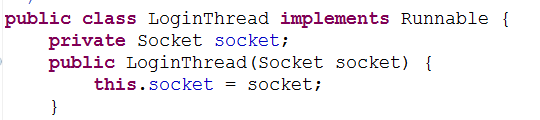 public class LoginThread implements Runnable {
    private Socket socket;
    public LoginThread(Socket socket) {
        this.socket = socket;
    }